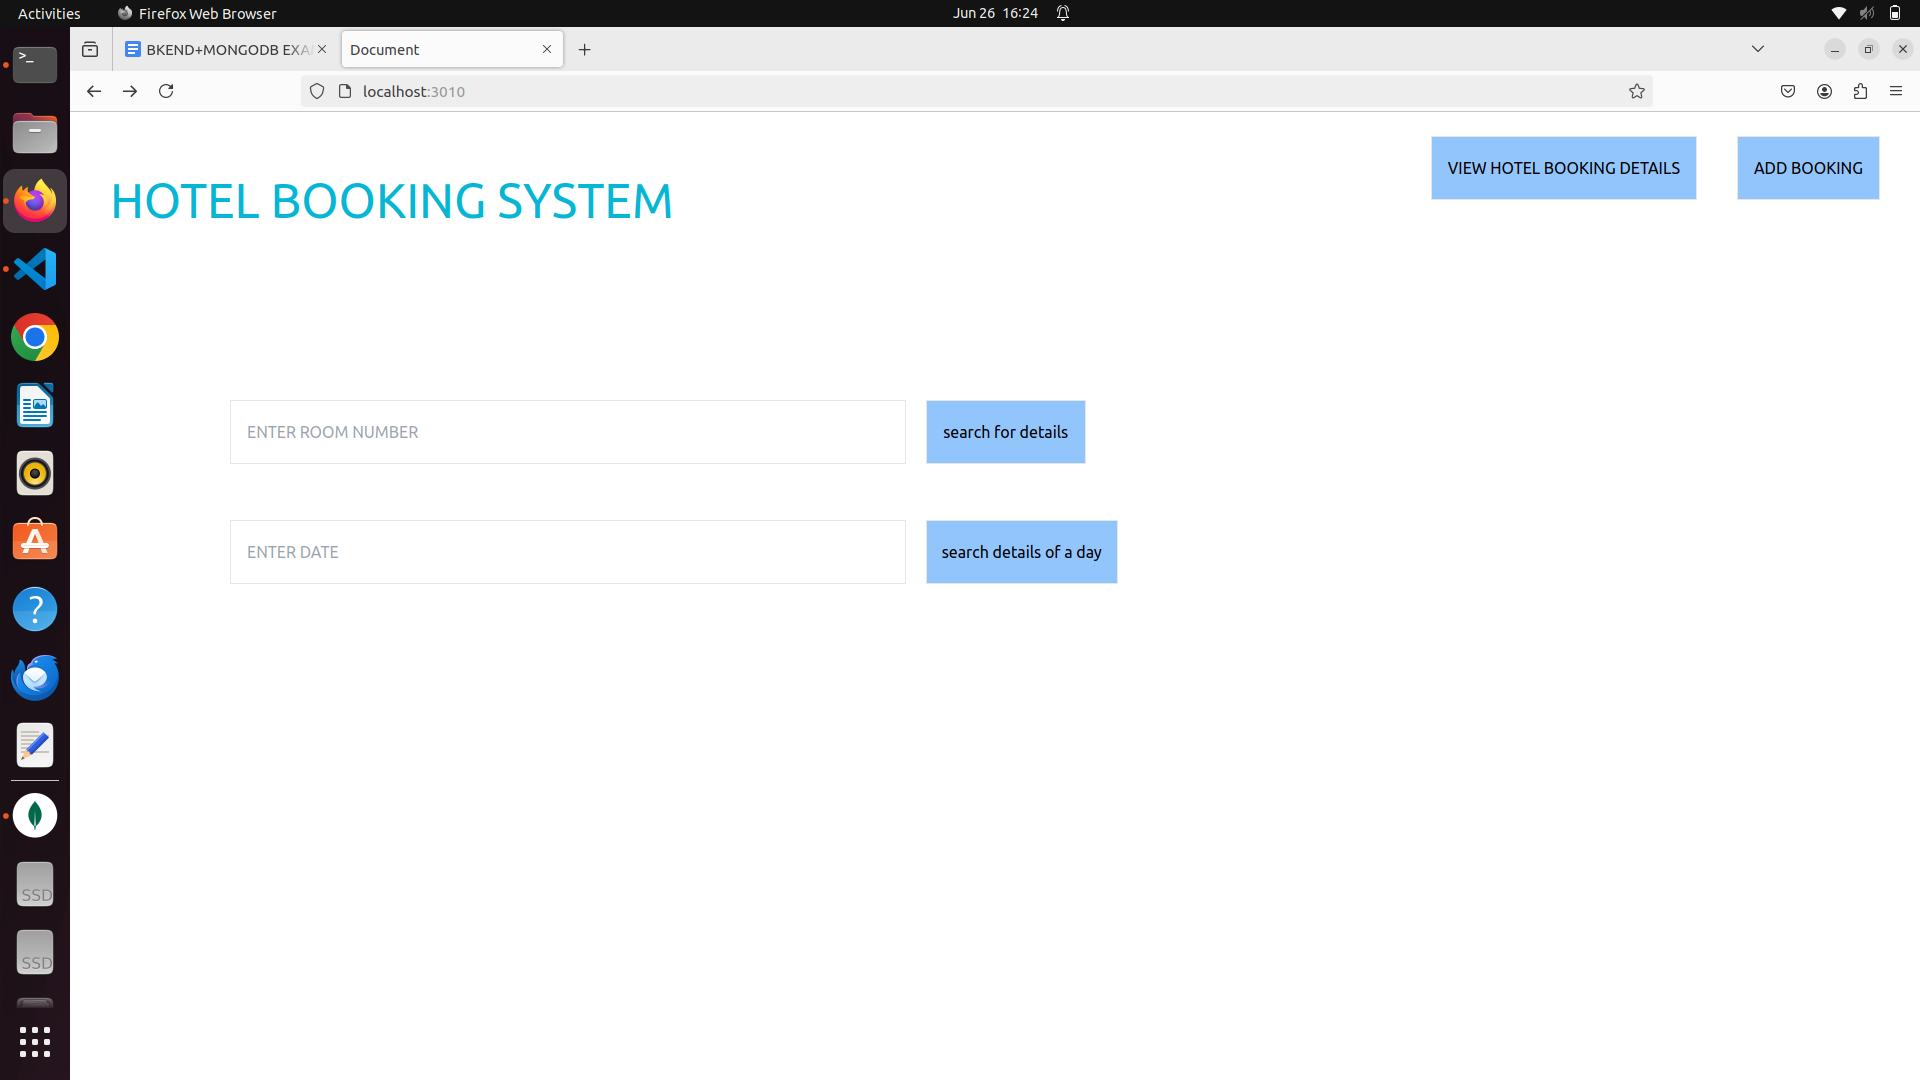 Activities
Firefox Web Browser
Jun 26 16:24
BKEND+MONGODB EXA
Document
localhost:3010
VIEW HOTEL BOOKING DETAILS
ADD BOOKING
HOTEL BOOKING SYSTEM
ENTER ROOM NUMBER
search for details
ENTER DATE
search details of a day
SSD
SSD